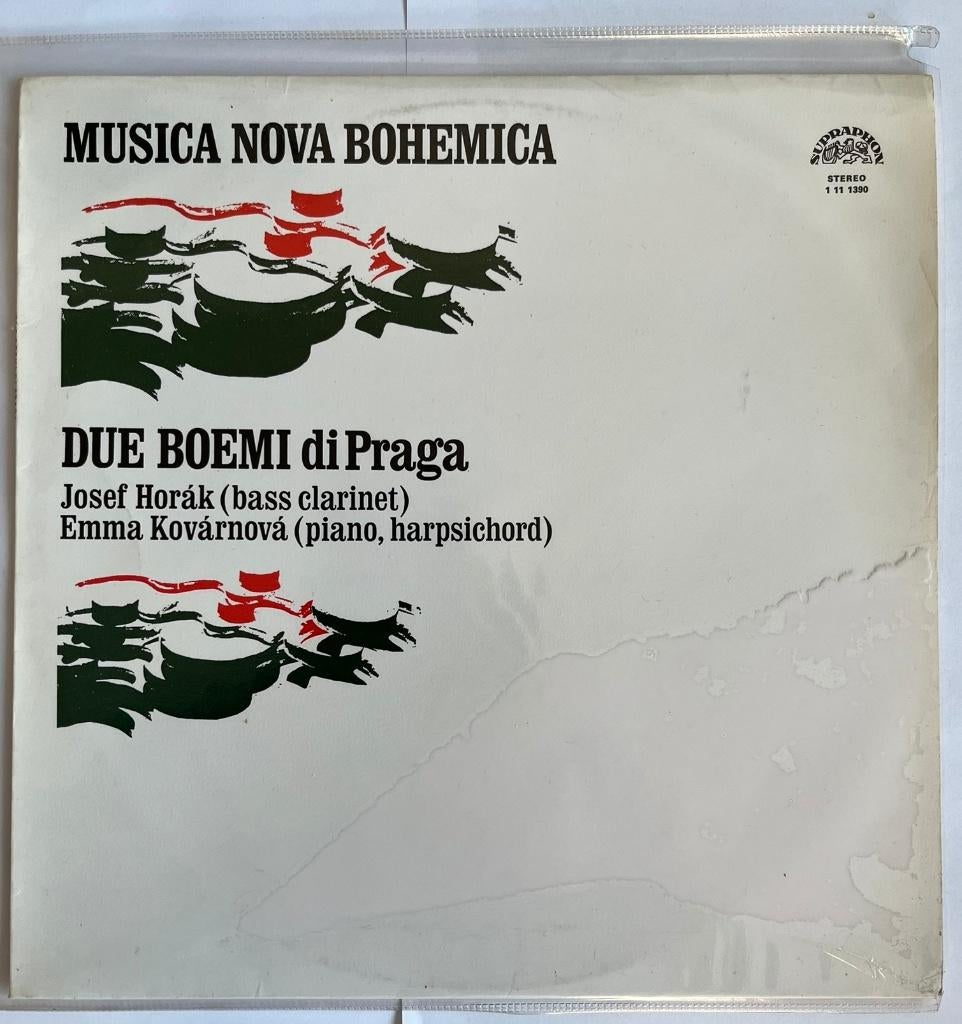 MUSICA NOVA BOHEMICA
SUPRAPHON
STEREO
1 11 1390
DUE BOEMI di Praga
Josef Horák (bass clarinet)
Emma Kovárnová (piano, harpsichord)